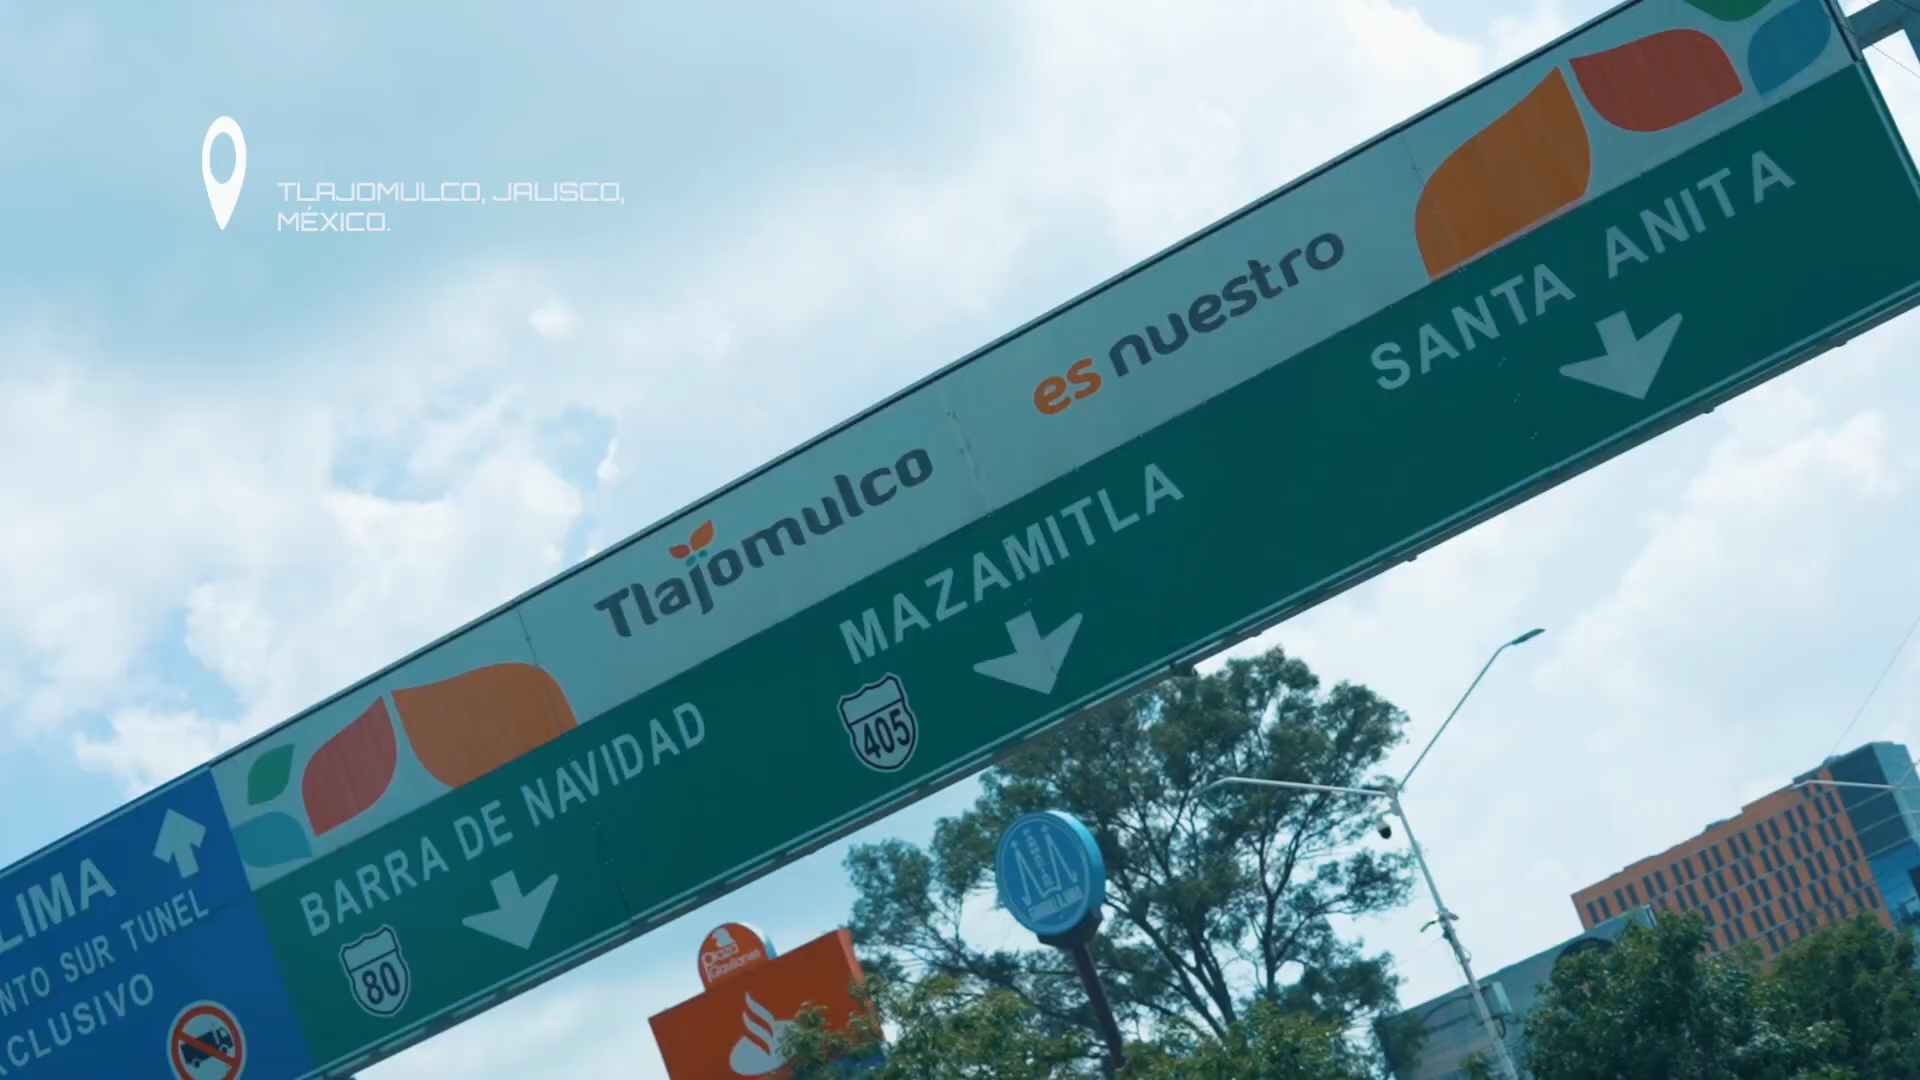 TLAJOMULCO, JALISCO,
MÉXICO.
Tlajomulco es nuestro
SANTA ANITA
MAZAMITLA
405
BARRA DE NAVIDAD
80
LIMA
NTO SUR TUNEL
CLUSIVO